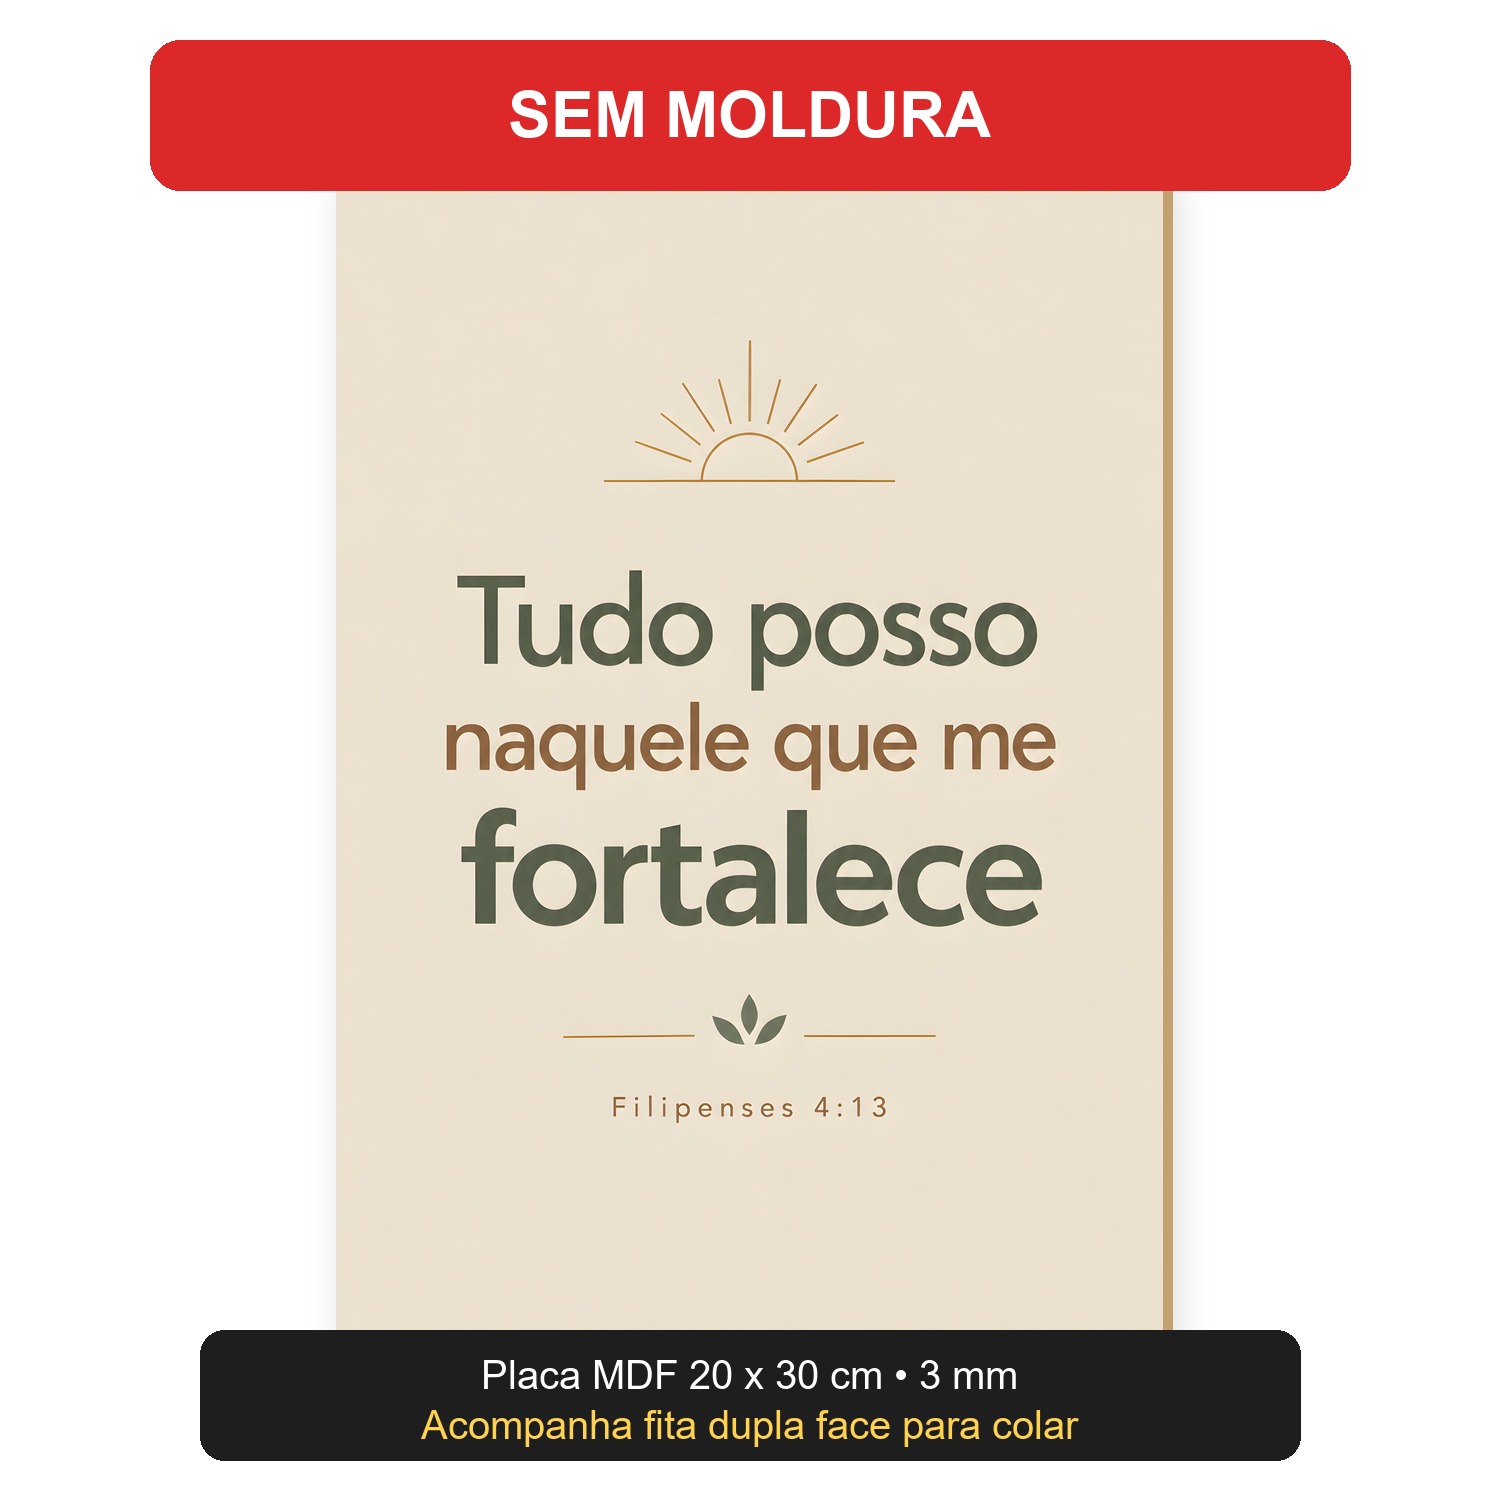 SEM MOLDURA
Tudo posso
naquele que me
fortalece
Filipenses 4:13
Placa MDF 20 x 30 cm • 3 mm
Acompanha fita dupla face para colar